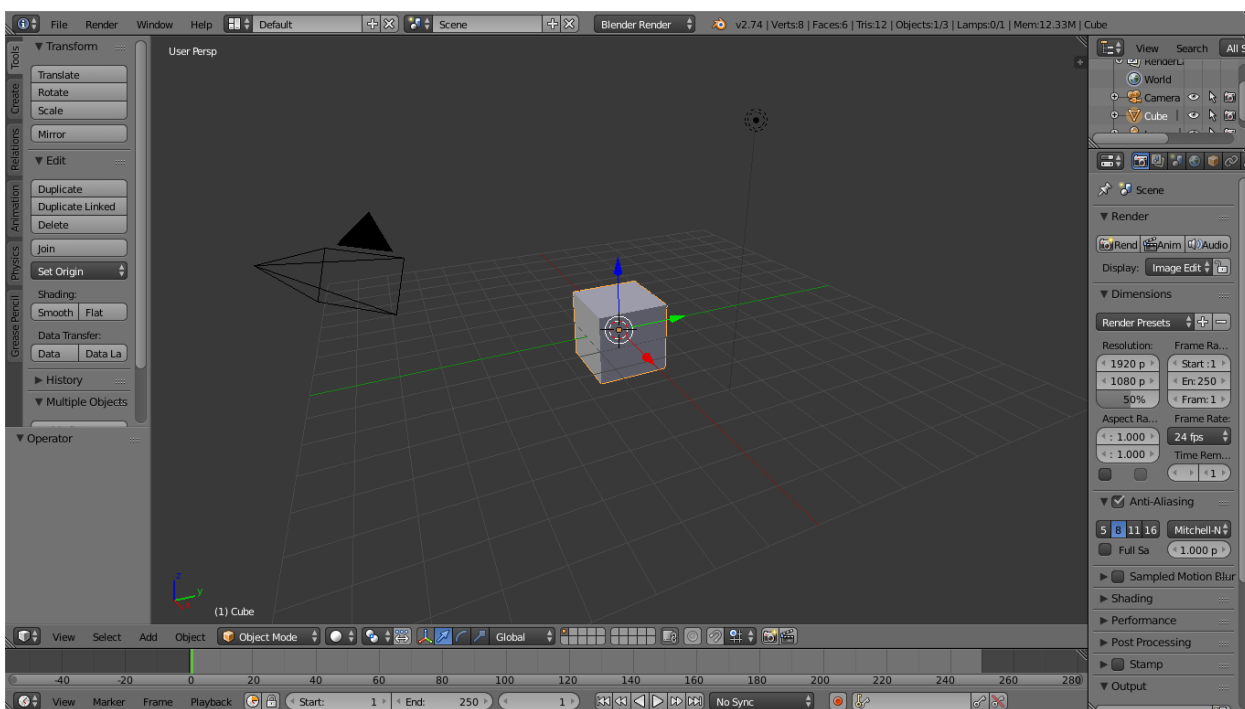 File Render Window Help Default Scene Blender Render v2.74 | Verts:8 | Faces:6 | Tris:12 | Objects:1/3 | Lamps:0/1 | Mem:12.33M | Cube
Tools
Create
Relations
Animation
Physics
Grease Pencil
Transform
Translate
Rotate
Scale
Mirror
Edit
Duplicate
Duplicate Linked
Delete
Join
Set Origin
Shading:
Smooth Flat
Data Transfer:
Data Data La
History
Multiple Objects
Operator
User Persp
z
y
x
(1) Cube
View Select Add Object Object Mode Global
-40 -20 0 20 40 60 80 100 120 140 160 180 200 220 240 260 280
View Marker Frame Playback Start: 1 End: 250 1 No Sync
View Search All S
RenderL
World
Camera
Cube
Scene
Render
Rend Anim Audio
Display: Image Edit
Dimensions
Render Presets
Resolution: Frame Ra...
1920 p Start :1
1080 p En: 250
50% Fram: 1
Aspect Ra... Frame Rate:
: 1.000 24 fps
: 1.000 Time Rem...
1
Anti-Aliasing
5 8 11 16 Mitchell-N
Full Sa 1.000 p
Sampled Motion Blur
Shading
Performance
Post Processing
Stamp
Output